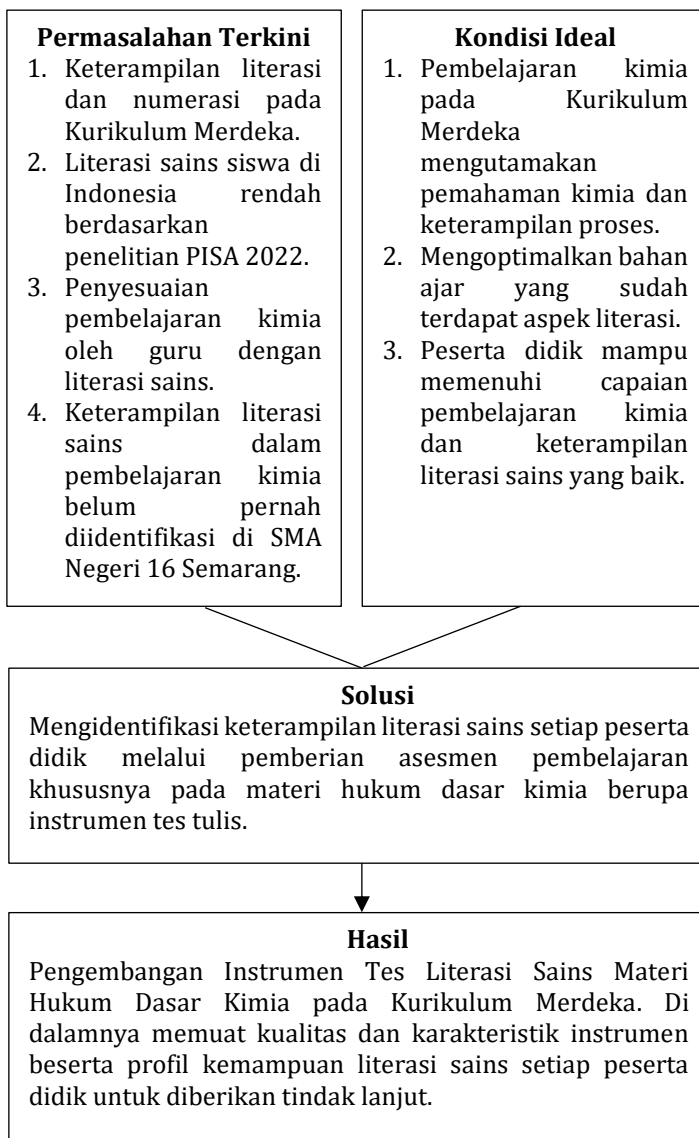 Permasalahan Terkini
1. Keterampilan literasi
dan numerasi pada
Kurikulum Merdeka.
2. Literasi sains siswa di
Indonesia rendah
berdasarkan
penelitian PISA 2022.
3. Penyesuaian
pembelajaran kimia
oleh guru dengan
literasi sains.
4. Keterampilan literasi
sains dalam
pembelajaran kimia
belum pernah
diidentifikasi di SMA
Negeri 16 Semarang.
Kondisi Ideal
1. Pembelajaran kimia
pada Kurikulum
Merdeka
mengutamakan
pemahaman kimia dan
keterampilan proses.
2. Mengoptimalkan bahan
ajar yang sudah
terdapat aspek literasi.
3. Peserta didik mampu
memenuhi capaian
pembelajaran kimia
dan keterampilan
literasi sains yang baik.
Solusi
Mengidentifikasi keterampilan literasi sains setiap peserta
didik melalui pemberian asesmen pembelajaran
khususnya pada materi hukum dasar kimia berupa
instrumen tes tulis.
Hasil
Pengembangan Instrumen Tes Literasi Sains Materi
Hukum Dasar Kimia pada Kurikulum Merdeka. Di
dalamnya memuat kualitas dan karakteristik instrumen
beserta profil kemampuan literasi sains setiap peserta
didik untuk diberikan tindak lanjut.